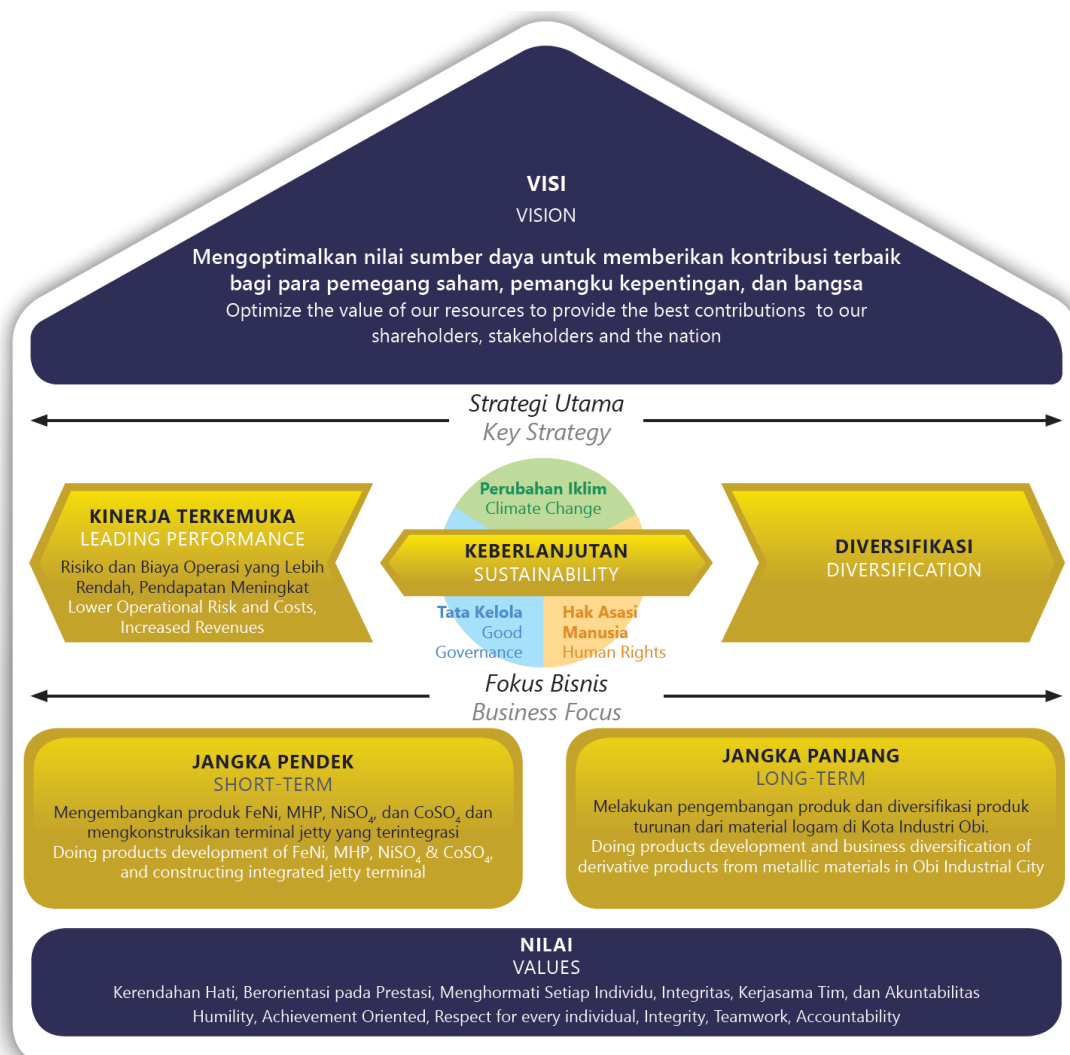 VISI
VISION
Mengoptimalkan nilai sumber daya untuk memberikan kontribusi terbaik
bagi para pemegang saham, pemangku kepentingan, dan bangsa
Optimize the value of our resources to provide the best contributions to our
shareholders, stakeholders and the nation
Strategi Utama
Key Strategy
KINERJA TERKEMUKA
LEADING PERFORMANCE
Risiko dan Biaya Operasi yang Lebih
Rendah, Pendapatan Meningkat
Lower Operational Risk and Costs,
Increased Revenues
Perubahan Iklim
Climate Change
KEBERLANJUTAN
SUSTAINABILITY
Tata Kelola
Good
Governance
Hak Asasi
Manusia
Human Rights
DIVERSIFIKASI
DIVERSIFICATION
Fokus Bisnis
Business Focus
JANGKA PENDEK
SHORT-TERM
Mengembangkan produk FeNi, MHP, NiSO₄, dan CoSO₄ dan
mengkonstruksikan terminal jetty yang terintegrasi
Doing products development of FeNi, MHP, NiSO₄ & CoSO₄,
and constructing integrated jetty terminal
JANGKA PANJANG
LONG-TERM
Melakukan pengembangan produk dan diversifikasi produk
turunan dari material logam di Kota Industri Obi.
Doing products development and business diversification of
derivative products from metallic materials in Obi Industrial City
NILAI
VALUES
Kerendahan Hati, Berorientasi pada Prestasi, Menghormati Setiap Individu, Integritas, Kerjasama Tim, dan Akuntabilitas
Humility, Achievement Oriented, Respect for every individual, Integrity, Teamwork, Accountability